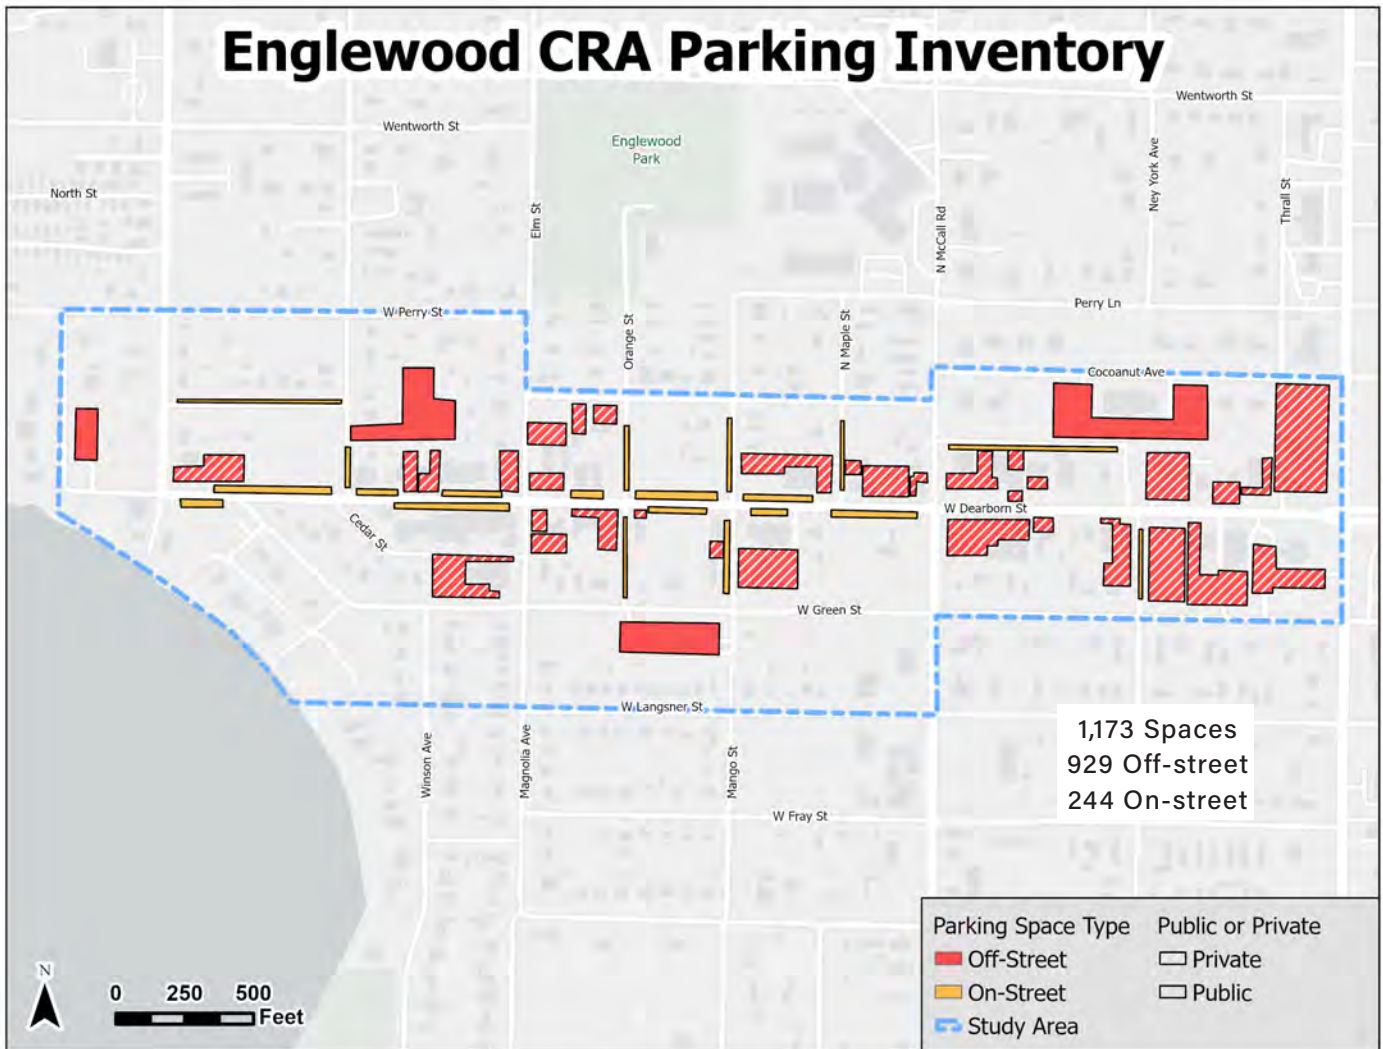 Englewood CRA Parking Inventory
Wentworth St
Wentworth St
Englewood
Park
North St
Elm St
N McCall Rd
Ney York Ave
Thrall St
W Perry St
Orange St
N Maple St
Perry Ln
Cocoanut Ave
Cedar St
W Dearborn St
W Green St
W Langsner St
Winson Ave
Magnolia Ave
Mango St
W Fray St
1,173 Spaces
929 Off-street
244 On-street
Parking Space Type
Off-Street
On-Street
Study Area
Public or Private
Private
Public
N
0 250 500
Feet